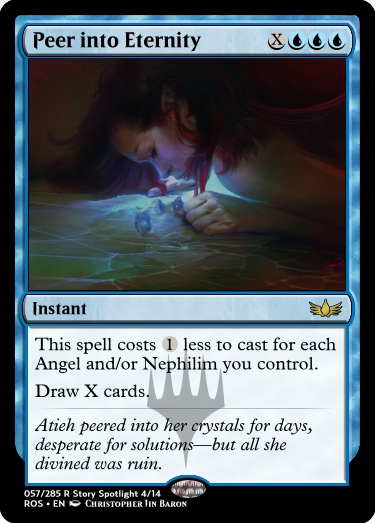 Peer into Eternity X
Instant
This spell costs 1 less to cast for each
Angel and/or Nephilim you control.
Draw X cards.
Atieh peered into her crystals for days,
desperate for solutions—but all she
divined was ruin.
057/285 R Story Spotlight 4/14
ROS • EN Christopher Jin Baron